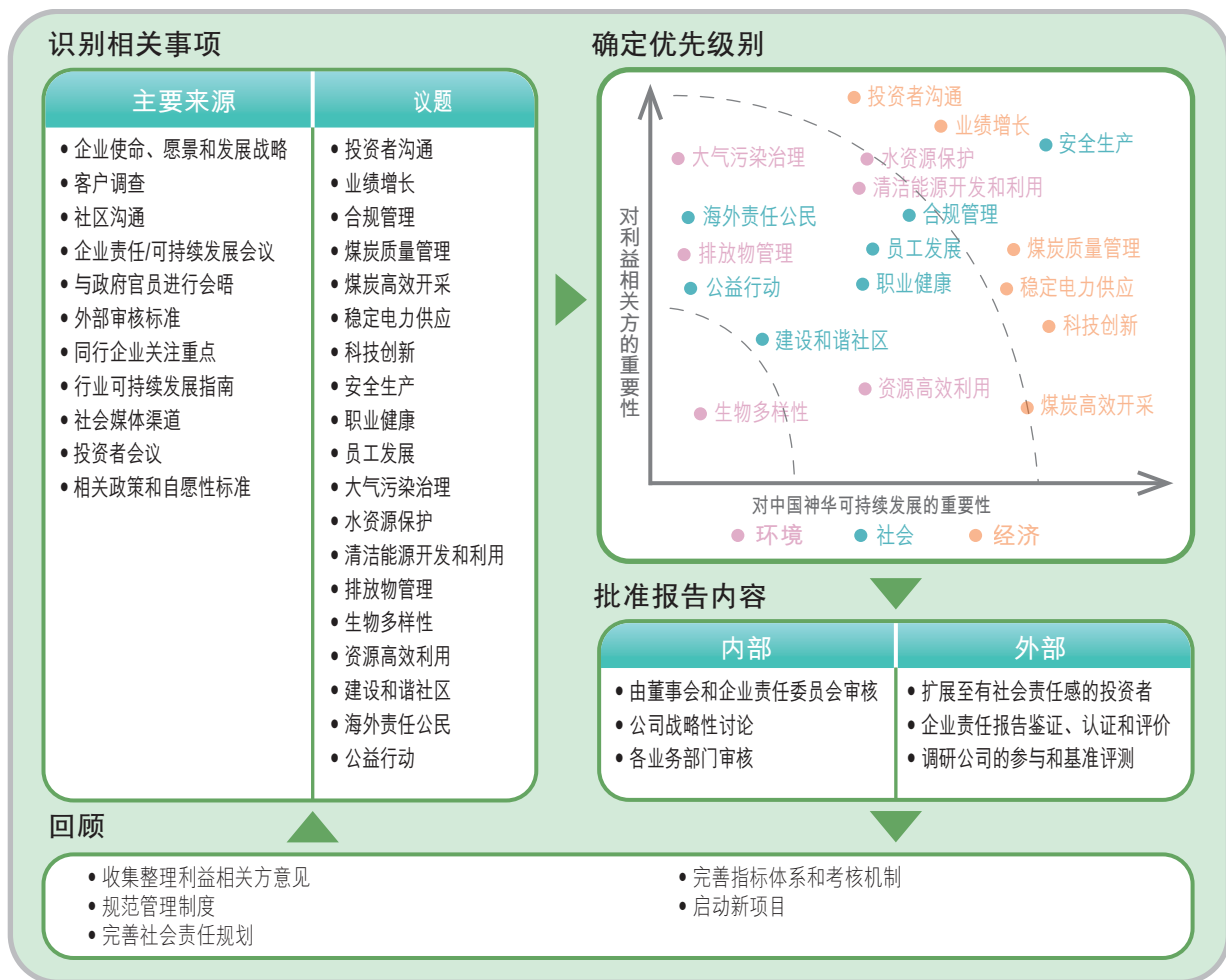 识别相关事项
主要来源
• 企业使命、愿景和发展战略
• 客户调查
• 社区沟通
• 企业责任/可持续发展会议
• 与政府官员进行会晤
• 外部审核标准
• 同行企业关注重点
• 行业可持续发展指南
• 社会媒体渠道
• 投资者会议
• 相关政策和自愿性标准
议题
• 投资者沟通
• 业绩增长
• 合规管理
• 煤炭质量管理
• 煤炭高效开采
• 稳定电力供应
• 科技创新
• 安全生产
• 职业健康
• 员工发展
• 大气污染治理
• 水资源保护
• 清洁能源开发和利用
• 排放物管理
• 生物多样性
• 资源高效利用
• 建设和谐社区
• 海外责任公民
• 公益行动
确定优先级别
对利益相关方的重要性
投资者沟通
业绩增长
安全生产
大气污染治理
水资源保护
清洁能源开发和利用
海外责任公民
合规管理
排放物管理
员工发展
煤炭质量管理
公益行动
职业健康
稳定电力供应
建设和谐社区
科技创新
资源高效利用
生物多样性
煤炭高效开采
对中国神华可持续发展的重要性
环境
社会
经济
批准报告内容
内部
• 由董事会和企业责任委员会审核
• 公司战略性讨论
• 各业务部门审核
外部
• 扩展至有社会责任感的投资者
• 企业责任报告鉴证、认证和评价
• 调研公司的参与和基准评测
回顾
• 收集整理利益相关方意见
• 规范管理制度
• 完善社会责任规划
• 完善指标体系和考核机制
• 启动新项目